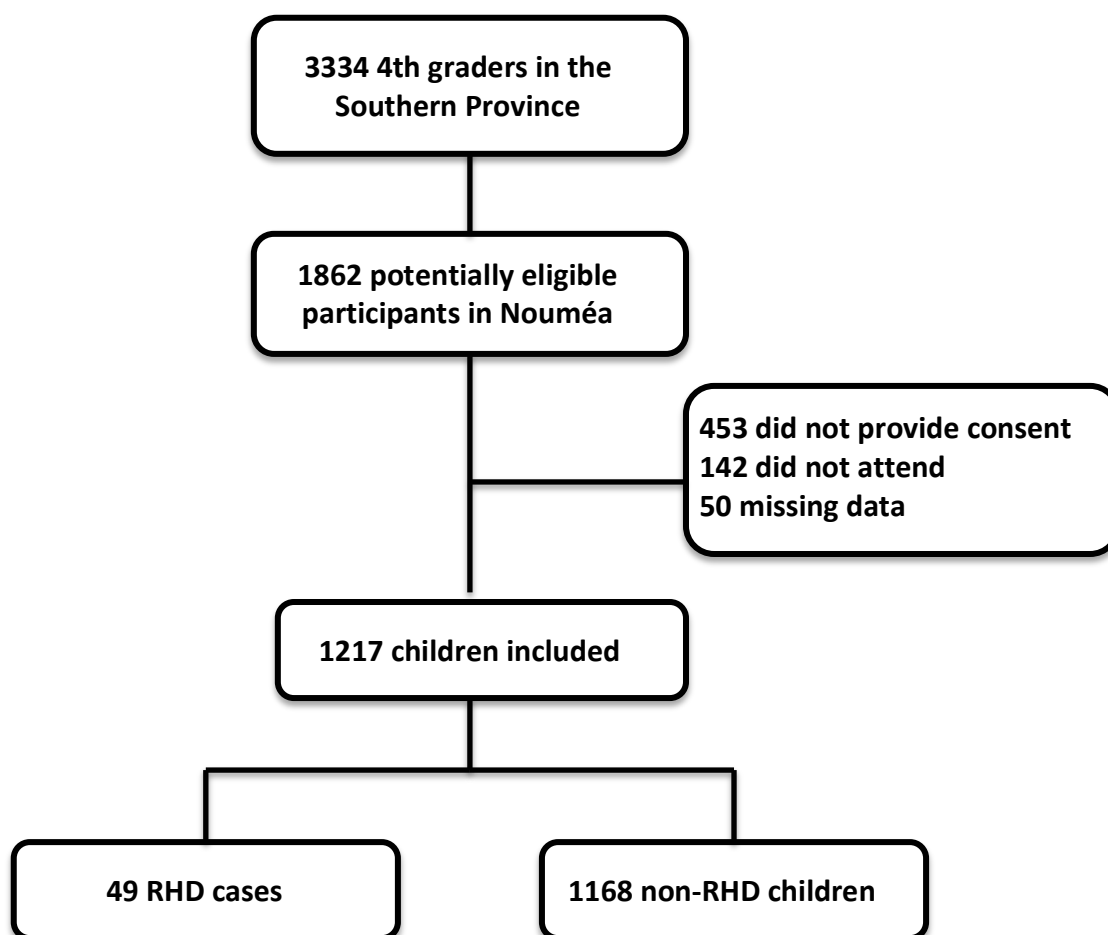 3334 4th graders in the
Southern Province
1862 potentially eligible
participants in Nouméa
453 did not provide consent
142 did not attend
50 missing data
1217 children included
49 RHD cases
1168 non-RHD children